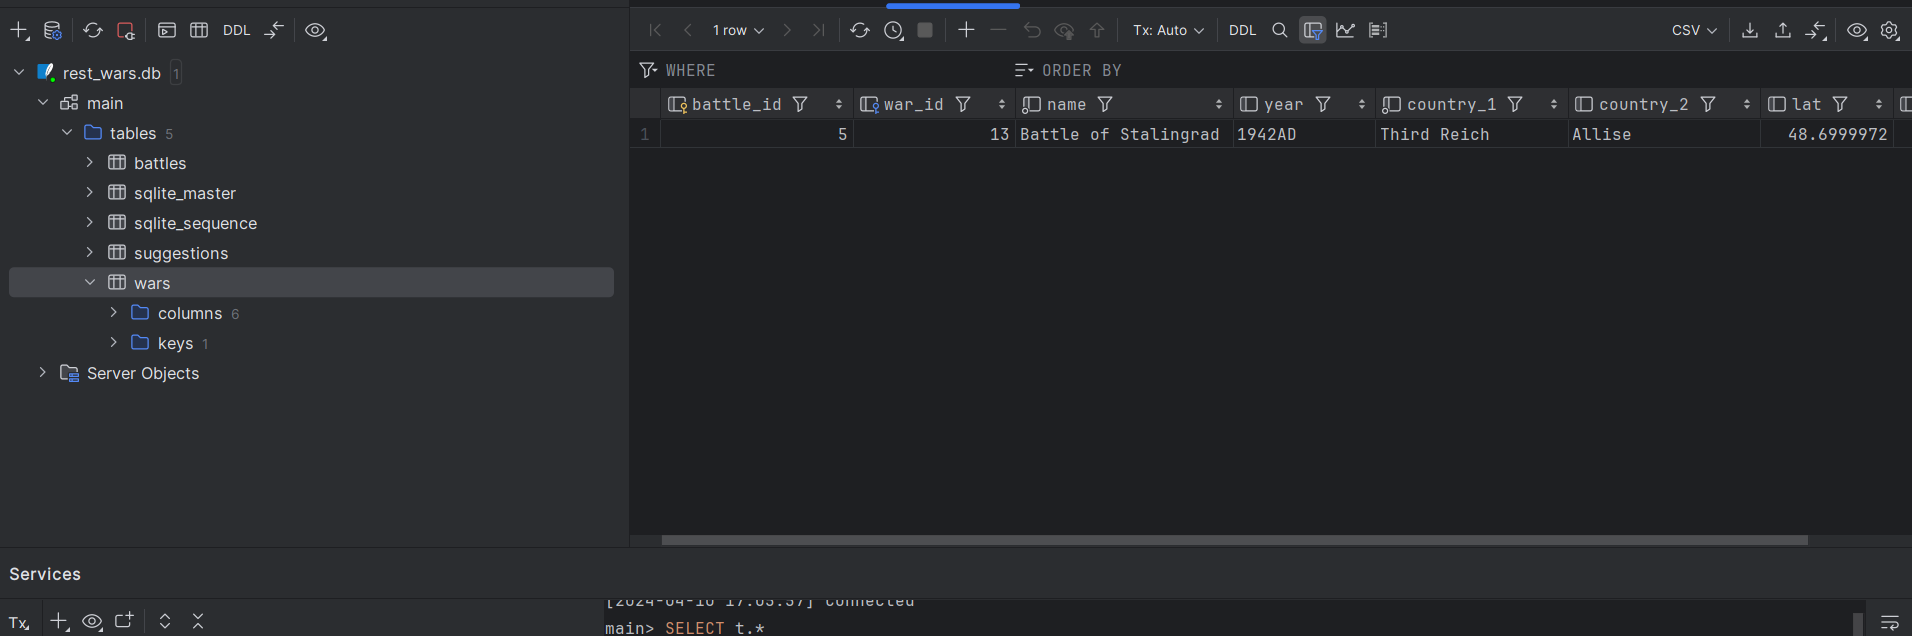 DDL
1 row
Tx: Auto
DDL
CSV
rest_wars.db 1
main
tables 5
battles
sqlite_master
sqlite_sequence
suggestions
wars
columns 6
keys 1
Server Objects
WHERE
ORDER BY
battle_id war_id name year country_1 country_2 lat
1 5 13 Battle of Stalingrad 1942AD Third Reich Allise 48.6999972
Services
Tx
connected
main> SELECT t.*